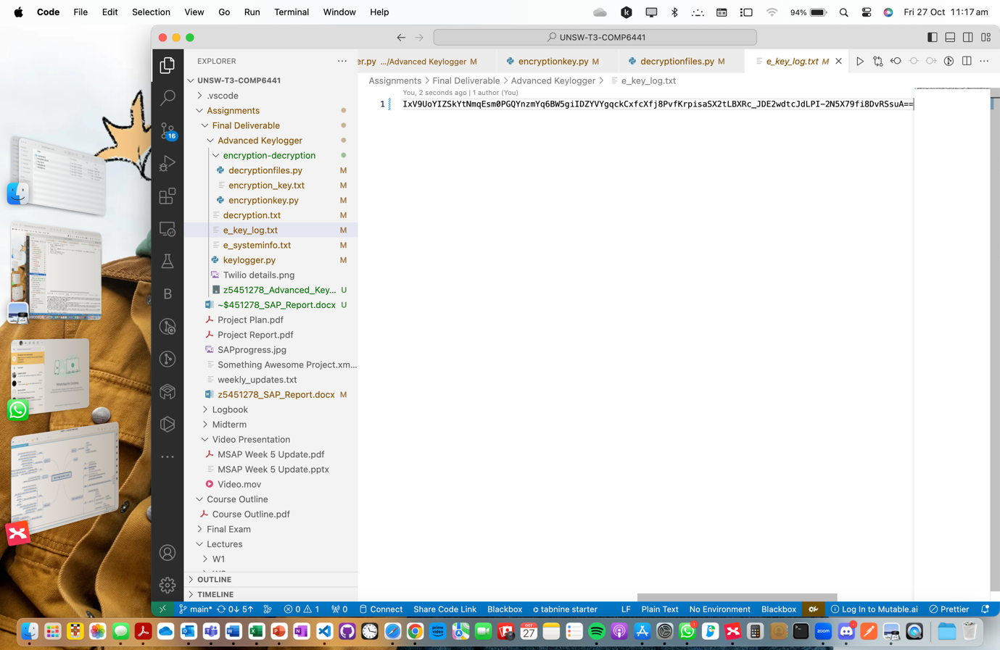 Code File Edit Selection View Go Run Terminal Window Help
94% Fri 27 Oct 11:17 am
UNSW-T3-COMP6441
EXPLORER
er.py .../Advanced Keylogger M encryptionkey.py M decryptionfiles.py M e_key_log.txt M
UNSW-T3-COMP6441
Assignments > Final Deliverable > Advanced Keylogger > e_key_log.txt
You, 2 seconds ago | 1 author (You)
1 IxV9UoYIZSkYtNmqEsm0PGQYnzmYq6BW5giIDZYVYgqckCxfcXfj8PvfKrpisaSX2tLBXRc_JDE2wdtcJdLPI-2N5X79fi8DvRSsuA==
.vscode
Assignments
Final Deliverable
16
Advanced Keylogger
encryption-decryption
decryptionfiles.py M
encryption_key.txt M
encryptionkey.py M
decryption.txt M
e_key_log.txt M
e_systeminfo.txt M
keylogger.py M
Twilio details.png
z5451278_Advanced_Key... U
~$451278_SAP_Report.docx U
Project Plan.pdf
Project Report.pdf
SAPprogress.jpg
Something Awesome Project.xm...
weekly_updates.txt
z5451278_SAP_Report.docx M
Logbook
Midterm
Video Presentation
MSAP Week 5 Update.pdf
MSAP Week 5 Update.pptx
Video.mov
Course Outline
Course Outline.pdf
Final Exam
Lectures
W1
OUTLINE
TIMELINE
main* 0↓ 5↑ 0 1 0 Connect Share Code Link Blackbox tabnine starter LF Plain Text No Environment Blackbox Log In to Mutable.ai Prettier
OCT
27
zoom